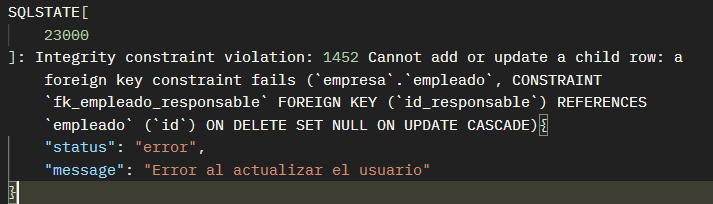 SQLSTATE[
23000
]: Integrity constraint violation: 1452 Cannot add or update a child row: a
foreign key constraint fails (`empresa`.`empleado`, CONSTRAINT
`fk_empleado_responsable` FOREIGN KEY (`id_responsable`) REFERENCES
`empleado` (`id`) ON DELETE SET NULL ON UPDATE CASCADE){
"status": "error",
"message": "Error al actualizar el usuario"
}